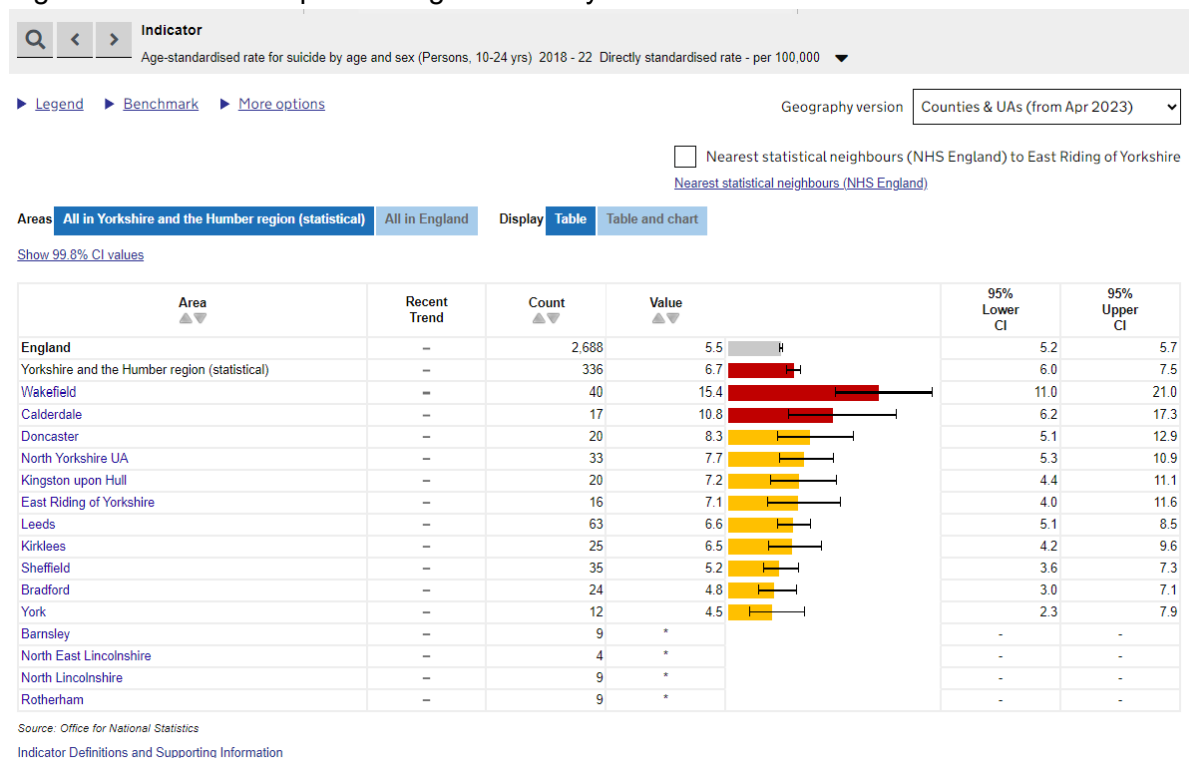 Indicator
Age-standardised rate for suicide by age and sex (Persons, 10-24 yrs) 2018 - 22 Directly standardised rate - per 100,000
Legend Benchmark More options Geography version Counties & UAs (from Apr 2023)
Nearest statistical neighbours (NHS England) to East Riding of Yorkshire
Nearest statistical neighbours (NHS England)
Areas All in Yorkshire and the Humber region (statistical) All in England Display Table Table and chart
Show 99.8% CI values
Area Recent Trend Count Value 95% Lower CI 95% Upper CI
England – 2,688 5.5 5.2 5.7
Yorkshire and the Humber region (statistical) – 336 6.7 6.0 7.5
Wakefield – 40 15.4 11.0 21.0
Calderdale – 17 10.8 6.2 17.3
Doncaster – 20 8.3 5.1 12.9
North Yorkshire UA – 33 7.7 5.3 10.9
Kingston upon Hull – 20 7.2 4.4 11.1
East Riding of Yorkshire – 16 7.1 4.0 11.6
Leeds – 63 6.6 5.1 8.5
Kirklees – 25 6.5 4.2 9.6
Sheffield – 35 5.2 3.6 7.3
Bradford – 24 4.8 3.0 7.1
York – 12 4.5 2.3 7.9
Barnsley – 9 * - -
North East Lincolnshire – 4 * - -
North Lincolnshire – 9 * - -
Rotherham – 9 * - -
Source: Office for National Statistics
Indicator Definitions and Supporting Information